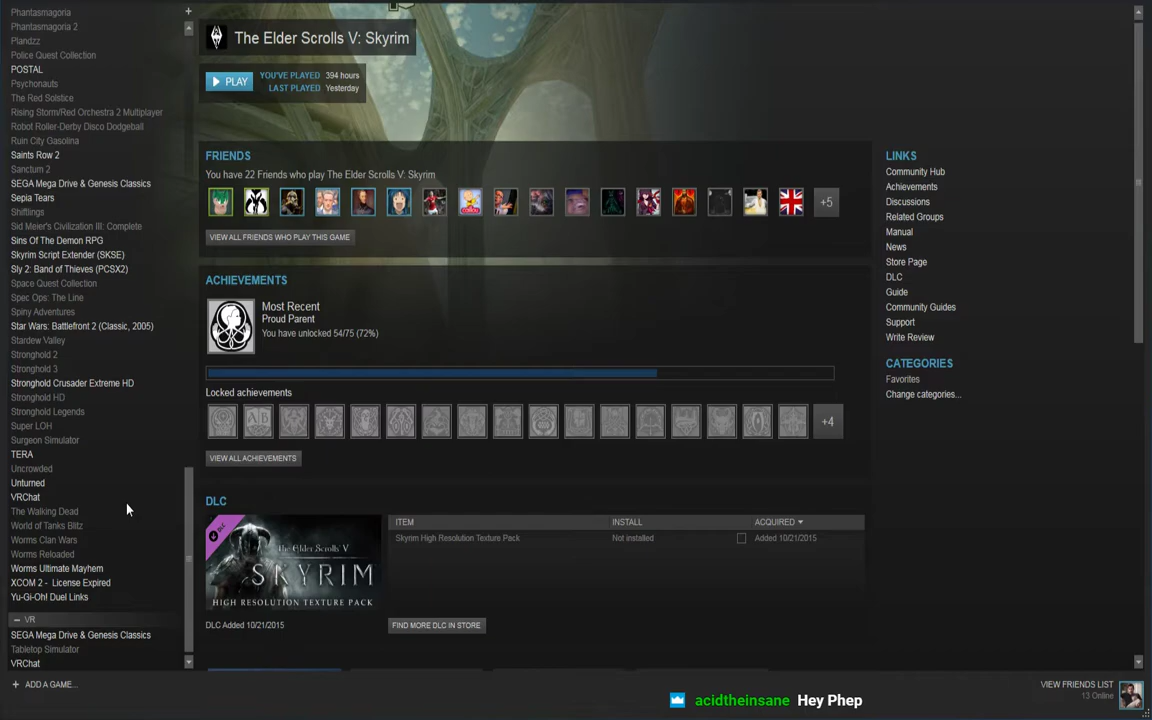 Phantasmagoria
Phantasmagoria 2
Plandzz
Police Quest Collection
POSTAL
Psychonauts
The Red Solstice
Rising Storm/Red Orchestra 2 Multiplayer
Robot Roller-Derby Disco Dodgeball
Ruin City Gasolina
Saints Row 2
Sanctum 2
SEGA Mega Drive & Genesis Classics
Sepia Tears
Shiftlings
Sid Meier's Civilization III: Complete
Sins Of The Demon RPG
Skyrim Script Extender (SKSE)
Sly 2: Band of Thieves (PCSX2)
Space Quest Collection
Spec Ops: The Line
Spiny Adventures
Star Wars: Battlefront 2 (Classic, 2005)
Stardew Valley
Stronghold 2
Stronghold 3
Stronghold Crusader Extreme HD
Stronghold HD
Stronghold Legends
Super LOH
Surgeon Simulator
TERA
Uncrowded
Unturned
VRChat
The Walking Dead
World of Tanks Blitz
Worms Clan Wars
Worms Reloaded
Worms Ultimate Mayhem
XCOM 2 - License Expired
Yu-Gi-Oh! Duel Links
— VR
SEGA Mega Drive & Genesis Classics
Tabletop Simulator
VRChat
+ ADD A GAME...
The Elder Scrolls V: Skyrim
PLAY
YOU'VE PLAYED 394 hours
LAST PLAYED Yesterday
FRIENDS
You have 22 Friends who play The Elder Scrolls V: Skyrim
+5
VIEW ALL FRIENDS WHO PLAY THIS GAME
ACHIEVEMENTS
Most Recent
Proud Parent
You have unlocked 54/75 (72%)
Locked achievements
+4
VIEW ALL ACHIEVEMENTS
DLC
DLC
The Elder Scrolls V
SKYRIM
HIGH RESOLUTION TEXTURE PACK
DLC Added 10/21/2015
ITEM INSTALL ACQUIRED
Skyrim High Resolution Texture Pack Not installed Added 10/21/2015
FIND MORE DLC IN STORE
LINKS
Community Hub
Achievements
Discussions
Related Groups
Manual
News
Store Page
DLC
Guide
Community Guides
Support
Write Review
CATEGORIES
Favorites
Change categories...
acidtheinsane Hey Phep
VIEW FRIENDS LIST
13 Online